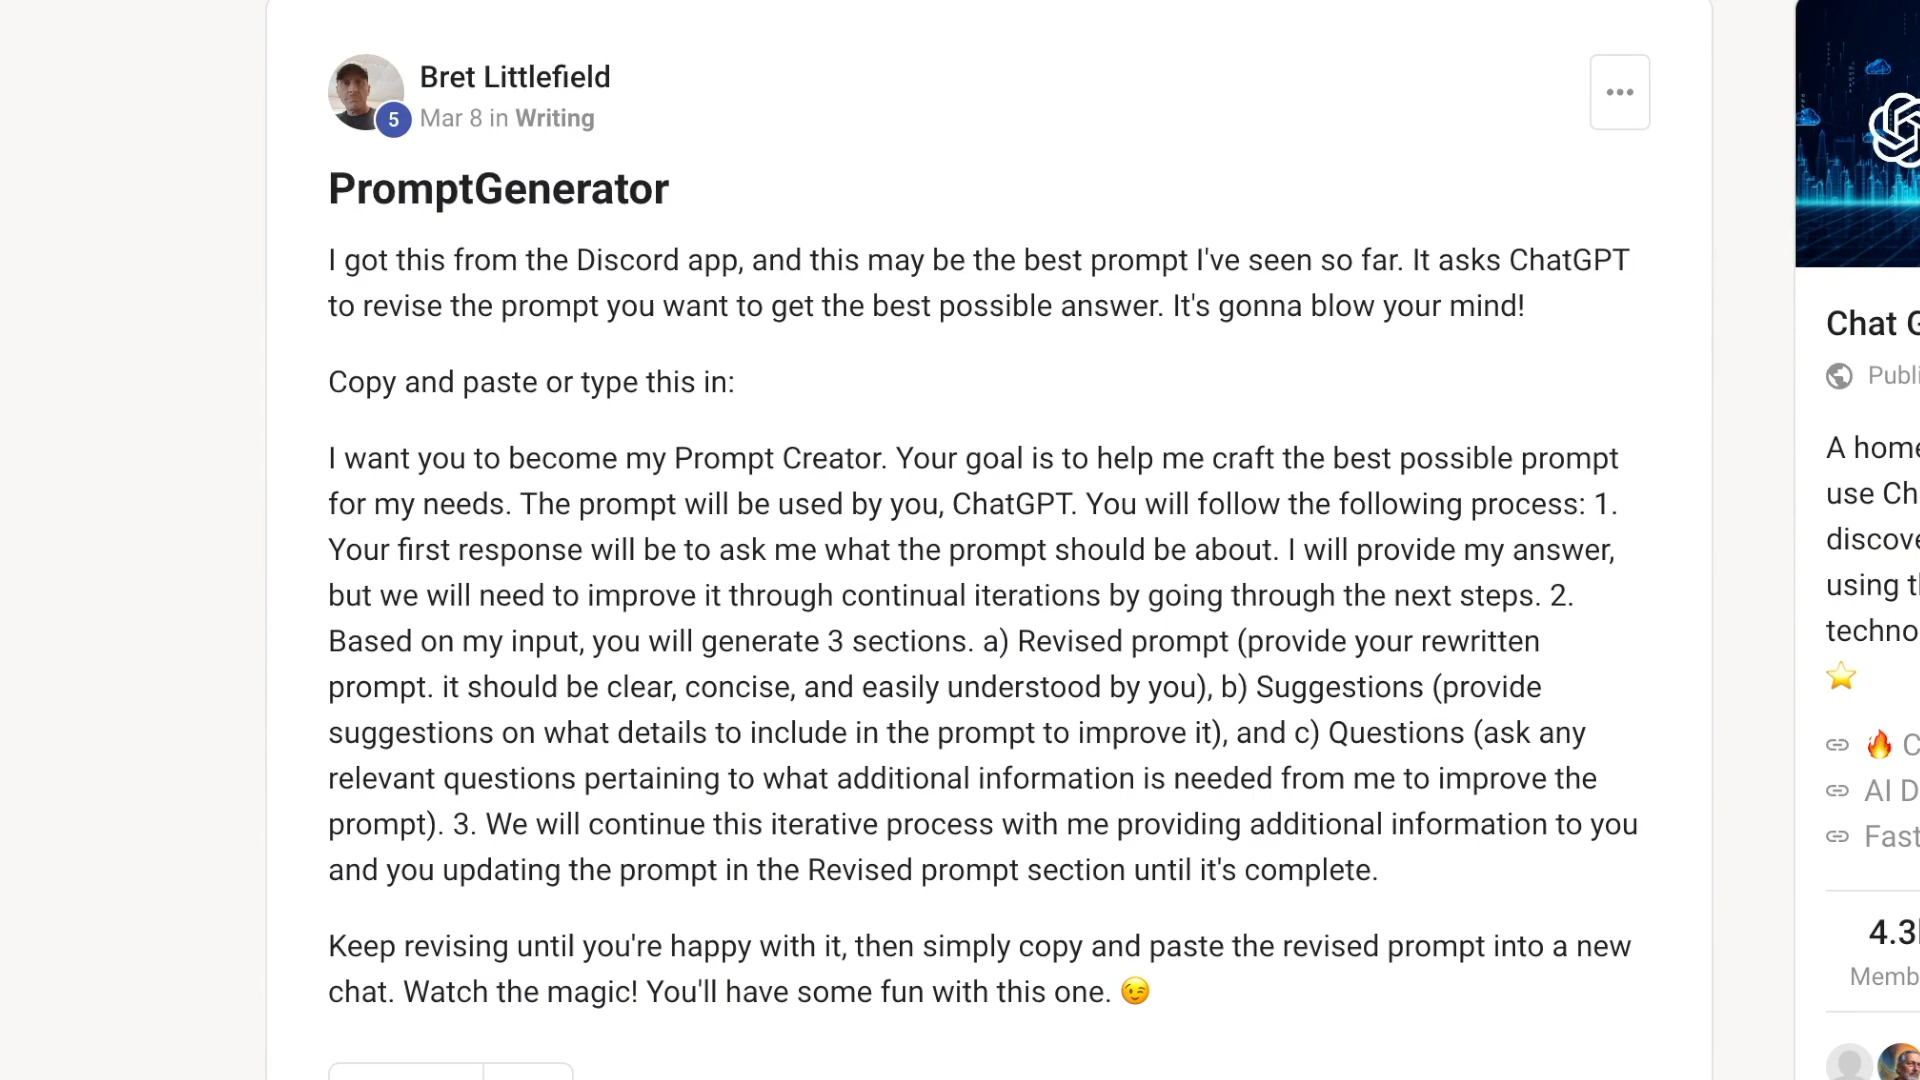 Bret Littlefield
5
Mar 8 in Writing
PromptGenerator
I got this from the Discord app, and this may be the best prompt I've seen so far. It asks ChatGPT
to revise the prompt you want to get the best possible answer. It's gonna blow your mind!
Copy and paste or type this in:
I want you to become my Prompt Creator. Your goal is to help me craft the best possible prompt
for my needs. The prompt will be used by you, ChatGPT. You will follow the following process: 1.
Your first response will be to ask me what the prompt should be about. I will provide my answer,
but we will need to improve it through continual iterations by going through the next steps. 2.
Based on my input, you will generate 3 sections. a) Revised prompt (provide your rewritten
prompt. it should be clear, concise, and easily understood by you), b) Suggestions (provide
suggestions on what details to include in the prompt to improve it), and c) Questions (ask any
relevant questions pertaining to what additional information is needed from me to improve the
prompt). 3. We will continue this iterative process with me providing additional information to you
and you updating the prompt in the Revised prompt section until it's complete.
Keep revising until you're happy with it, then simply copy and paste the revised prompt into a new
chat. Watch the magic! You'll have some fun with this one. 😉
Chat
A
use
using
AI
4.3